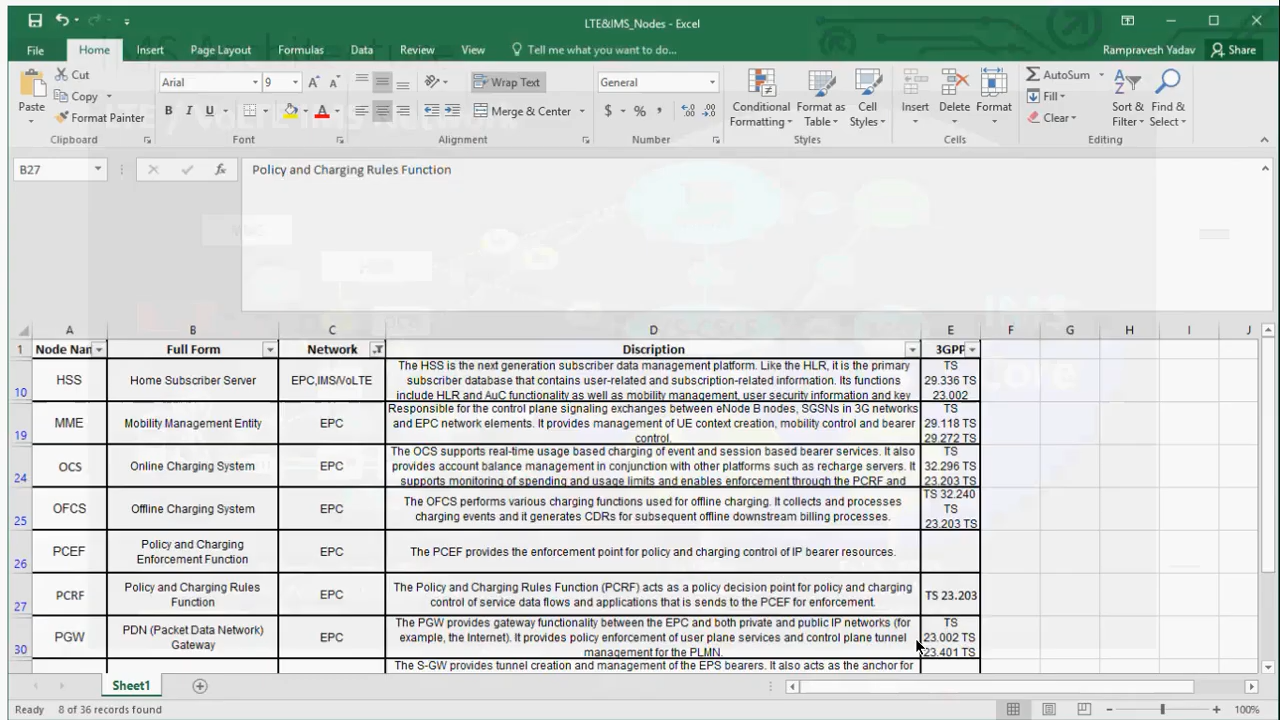 LTE&IMS_Nodes - Excel
File Home Insert Page Layout Formulas Data Review View Tell me what you want to do... Rampravesh Yadav Share
Paste
Cut
Copy
Format Painter
Clipboard
Arial 9
B I U
Font
Wrap Text
Merge & Center
Alignment
General
$ % ,
Number
Conditional Formatting
Format as Table
Cell Styles
Styles
Insert Delete Format
Cells
AutoSum
Fill
Clear
Sort & Filter
Find & Select
Editing
B27 fx Policy and Charging Rules Function
A B C D E F G H I J
1 Node Nan Full Form Network Discription 3GPP
10 HSS Home Subscriber Server EPC,IMS/VoLTE
The HSS is the next generation subscriber data management platform. Like the HLR, it is the primary
subscriber database that contains user-related and subscription-related information. Its functions
include HLR and AuC functionality as well as mobility management, user security information and key
TS
29.336 TS
23.002
19 MME Mobility Management Entity EPC
Responsible for the control plane signaling exchanges between eNode B nodes, SGSNs in 3G networks
and EPC network elements. It provides management of UE context creation, mobility control and bearer
control.
TS
29.118 TS
29.272 TS
24 OCS Online Charging System EPC
The OCS supports real-time usage based charging of event and session based bearer services. It also
provides account balance management in conjunction with other platforms such as recharge servers. It
supports monitoring of spending and usage limits and enables enforcement through the PCRF and
TS
32.296 TS
23.203 TS
25 OFCS Offline Charging System EPC
The OFCS performs various charging functions used for offline charging. It collects and processes
charging events and it generates CDRs for subsequent offline downstream billing processes.
TS 32.240
TS
23.203 TS
26 PCEF Policy and Charging
Enforcement Function EPC
The PCEF provides the enforcement point for policy and charging control of IP bearer resources.
27 PCRF Policy and Charging Rules
Function EPC
The Policy and Charging Rules Function (PCRF) acts as a policy decision point for policy and charging
control of service data flows and applications that is sends to the PCEF for enforcement.
TS 23.203
30 PGW PDN (Packet Data Network)
Gateway EPC
The PGW provides gateway functionality between the EPC and both private and public IP networks (for
example, the Internet). It provides policy enforcement of user plane services and control plane tunnel
management for the PLMN.
TS
23.002 TS
23.401 TS
The S-GW provides tunnel creation and management of the EPS bearers. It also acts as the anchor for
Sheet1
Ready 8 of 36 records found 100%